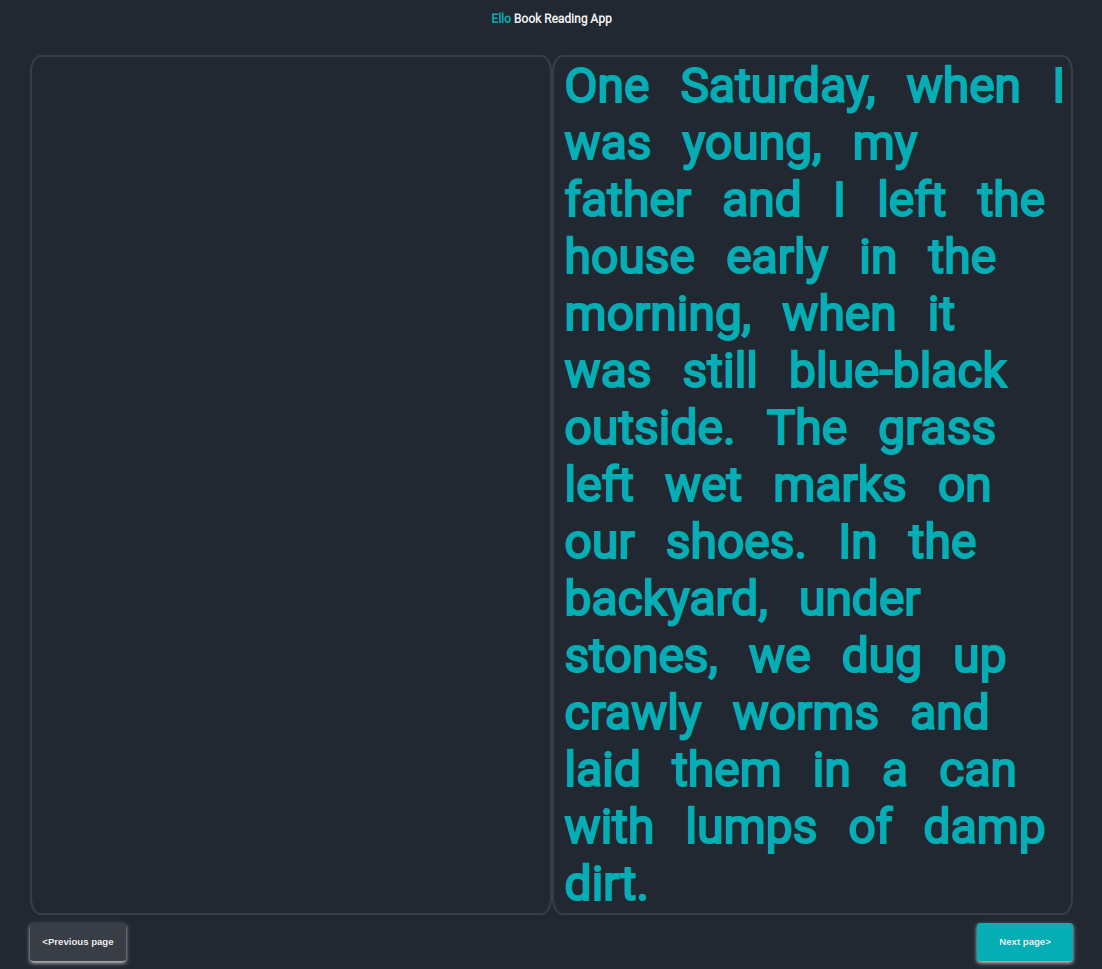 Ello Book Reading App
One Saturday, when I
was young, my
father and I left the
house early in the
morning, when it
was still blue-black
outside. The grass
left wet marks on
our shoes. In the
backyard, under
stones, we dug up
crawly worms and
laid them in a can
with lumps of damp
dirt.
<Previous page
Next page>